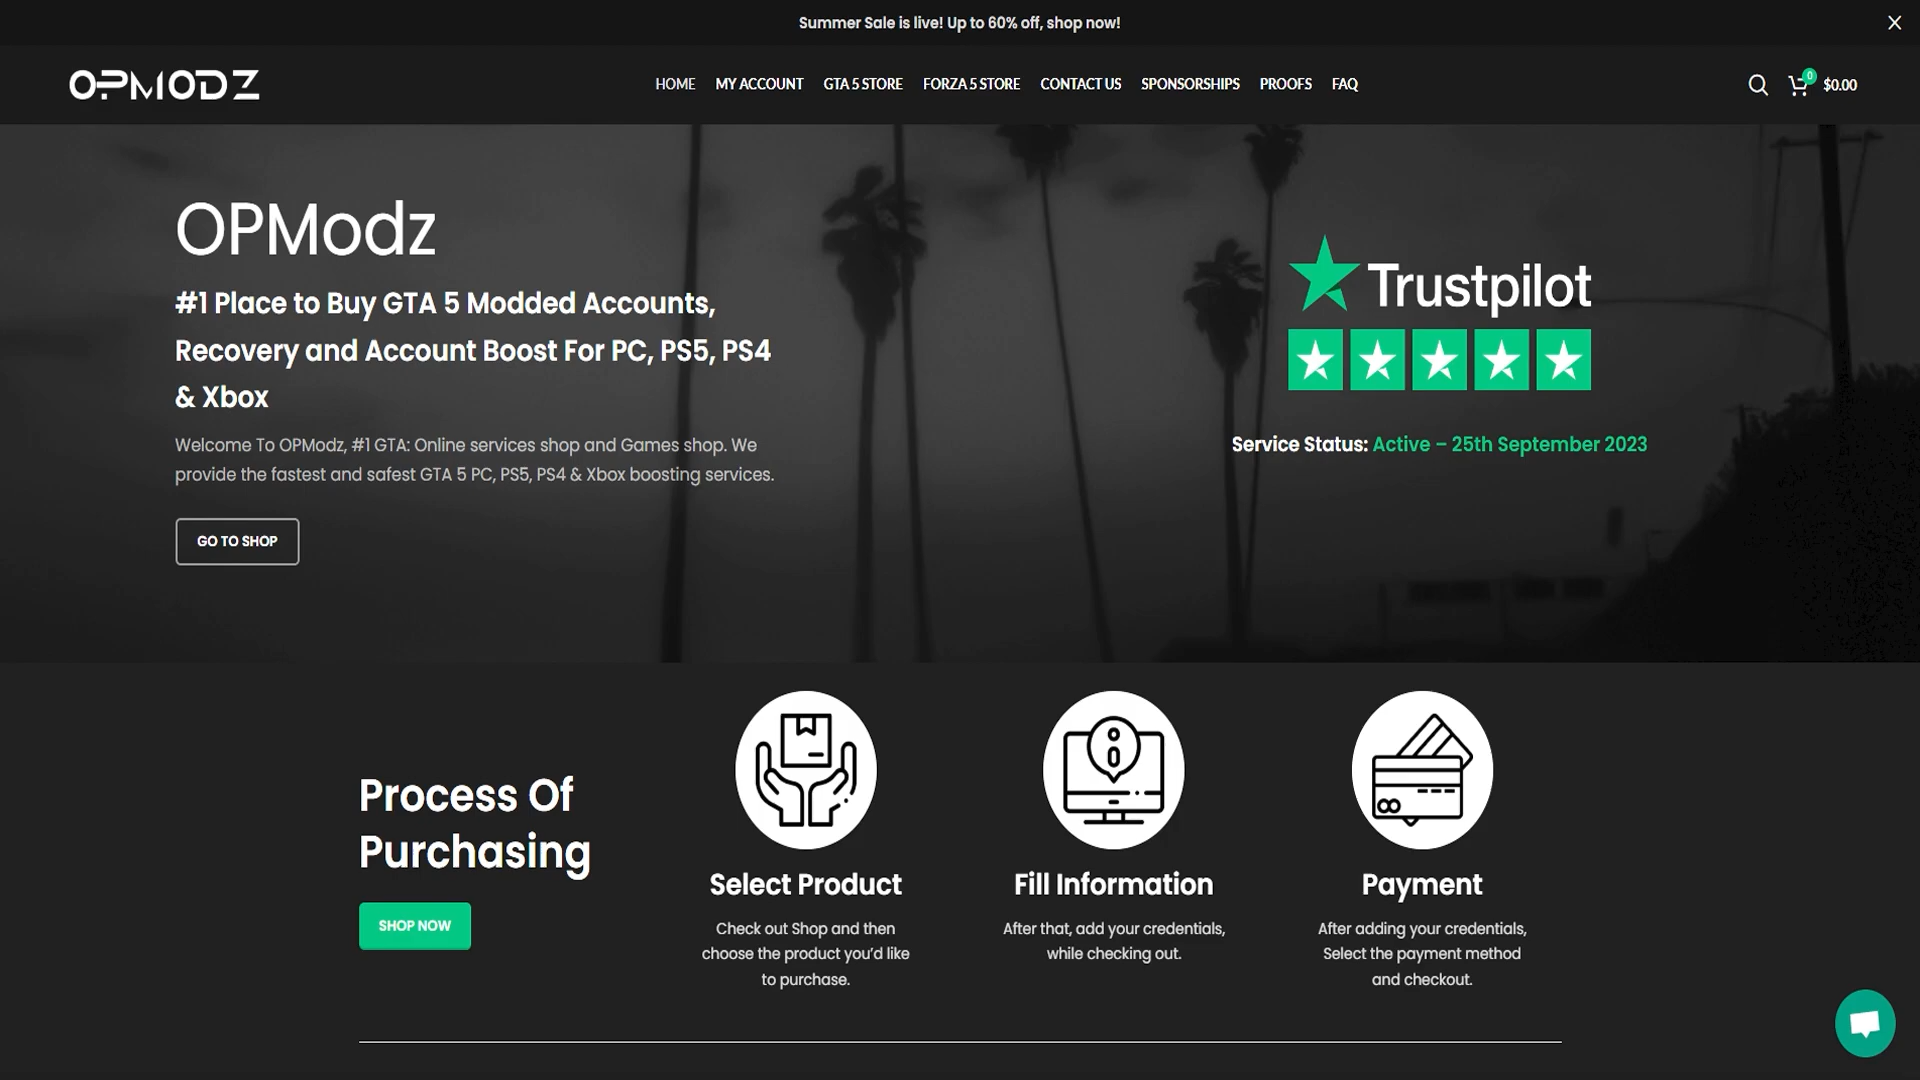 Summer Sale is live! Up to 60% off, shop now!
OPMODZ
HOME MY ACCOUNT GTA 5 STORE FORZA 5 STORE CONTACT US SPONSORSHIPS PROOFS FAQ
0
$0.00
OPModz
#1 Place to Buy GTA 5 Modded Accounts,
Recovery and Account Boost For PC, PS5, PS4
& Xbox
Welcome To OPModz, #1 GTA: Online services shop and Games shop. We
provide the fastest and safest GTA 5 PC, PS5, PS4 & Xbox boosting services.
GO TO SHOP
Trustpilot
Service Status: Active – 25th September 2023
Process Of
Purchasing
SHOP NOW
Select Product
Check out Shop and then
choose the product you’d like
to purchase.
Fill Information
After that, add your credentials,
while checking out.
Payment
After adding your credentials,
Select the payment method
and checkout.